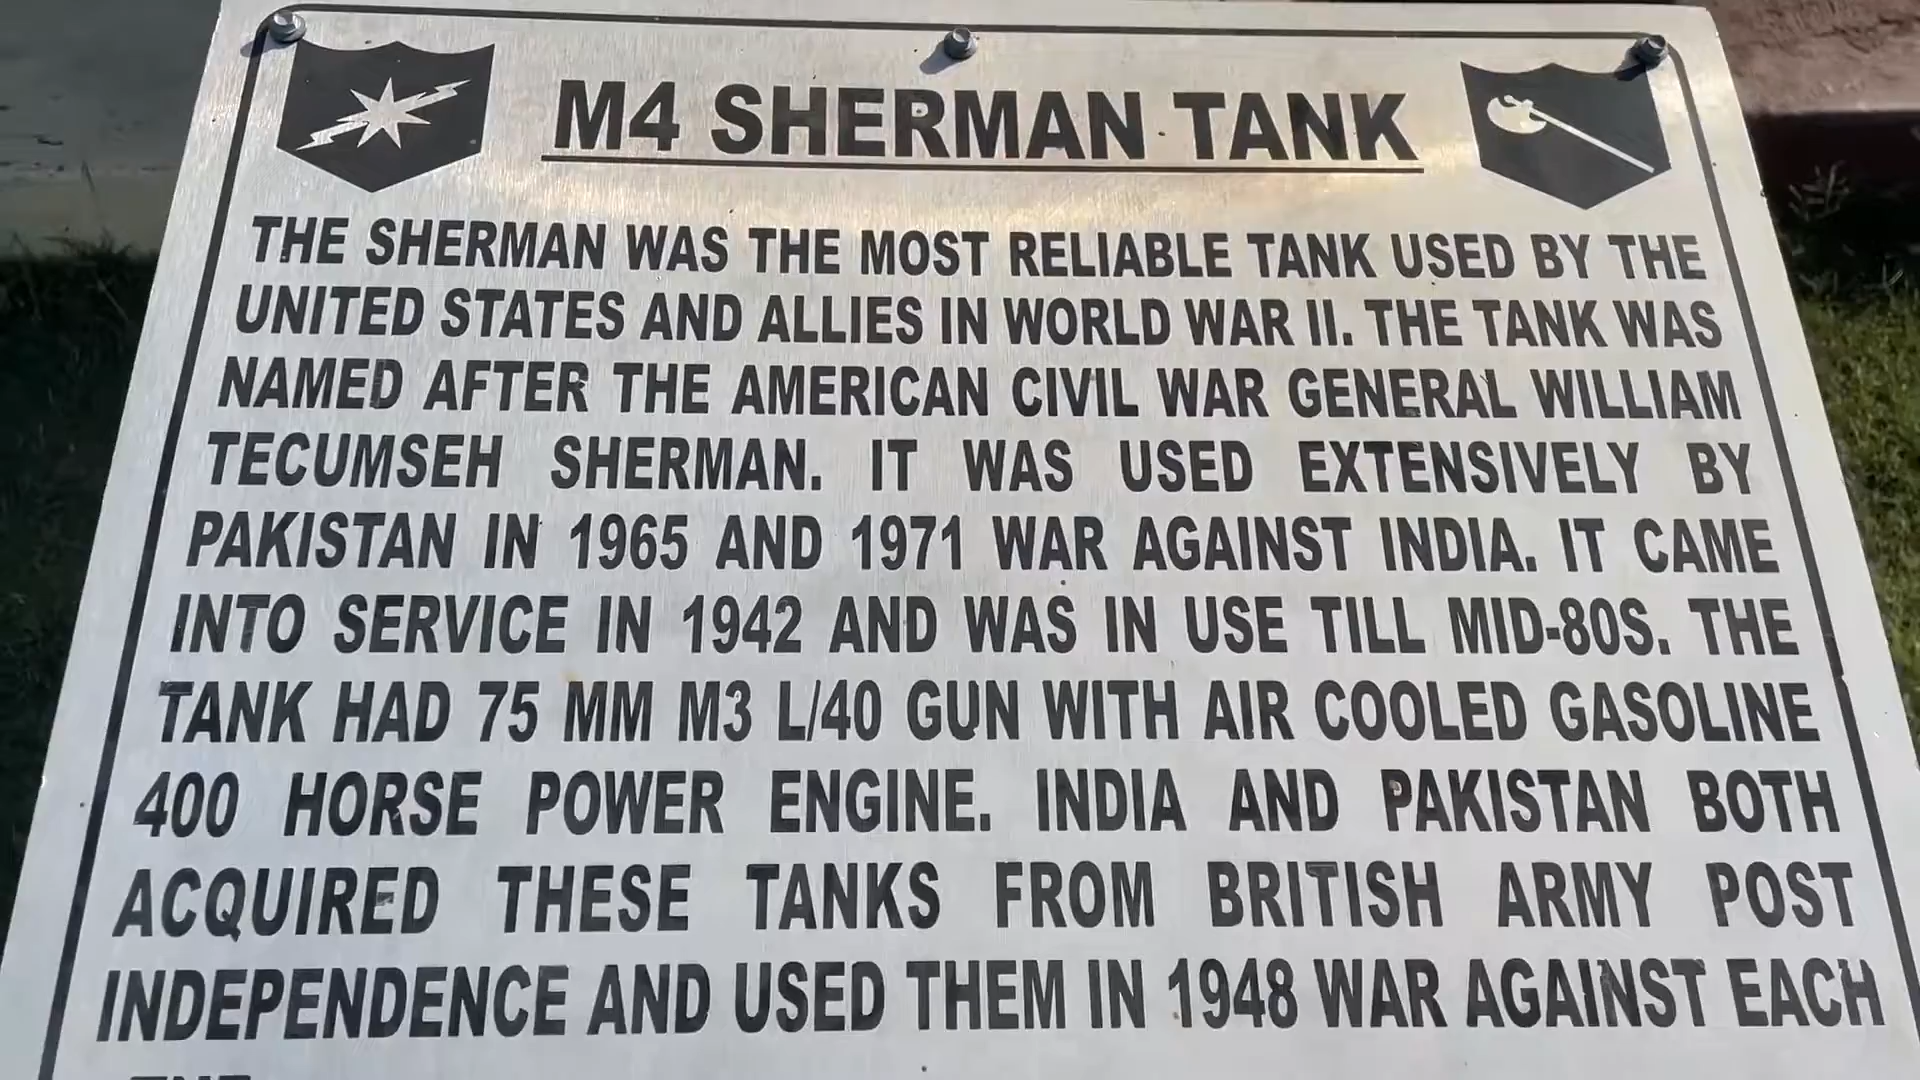 M4 SHERMAN TANK
THE SHERMAN WAS THE MOST RELIABLE TANK USED BY THE
UNITED STATES AND ALLIES IN WORLD WAR II. THE TANK WAS
NAMED AFTER THE AMERICAN CIVIL WAR GENERAL WILLIAM
TECUMSEH SHERMAN. IT WAS USED EXTENSIVELY BY
PAKISTAN IN 1965 AND 1971 WAR AGAINST INDIA. IT CAME
INTO SERVICE IN 1942 AND WAS IN USE TILL MID-80S. THE
TANK HAD 75 MM M3 L/40 GUN WITH AIR COOLED GASOLINE
400 HORSE POWER ENGINE. INDIA AND PAKISTAN BOTH
ACQUIRED THESE TANKS FROM BRITISH ARMY POST
INDEPENDENCE AND USED THEM IN 1948 WAR AGAINST EACH